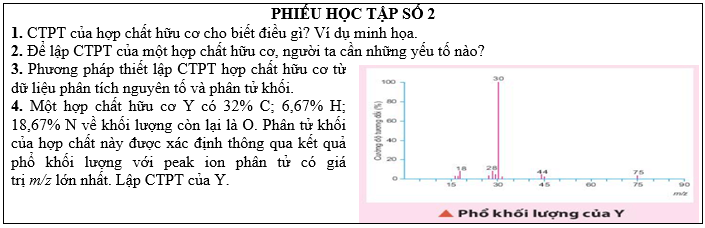 PHIẾU HỌC TẬP SỐ 2
1. CTPT của hợp chất hữu cơ cho biết điều gì? Ví dụ minh họa.
2. Để lập CTPT của một hợp chất hữu cơ, người ta cần những yếu tố nào?
3. Phương pháp thiết lập CTPT hợp chất hữu cơ từ
dữ liệu phân tích nguyên tố và phân tử khối.
4. Một hợp chất hữu cơ Y có 32% C; 6,67% H;
18,67% N về khối lượng còn lại là O. Phân tử khối
của hợp chất này được xác định thông qua kết quả
phổ khối lượng với peak ion phân tử có giá
trị m/z lớn nhất. Lập CTPT của Y.
Cường độ tương đối (%)
100
80
60
40
20
0
30
18
28
44
75
15 30 45 60 75 90
m/z
▲ Phổ khối lượng của Y